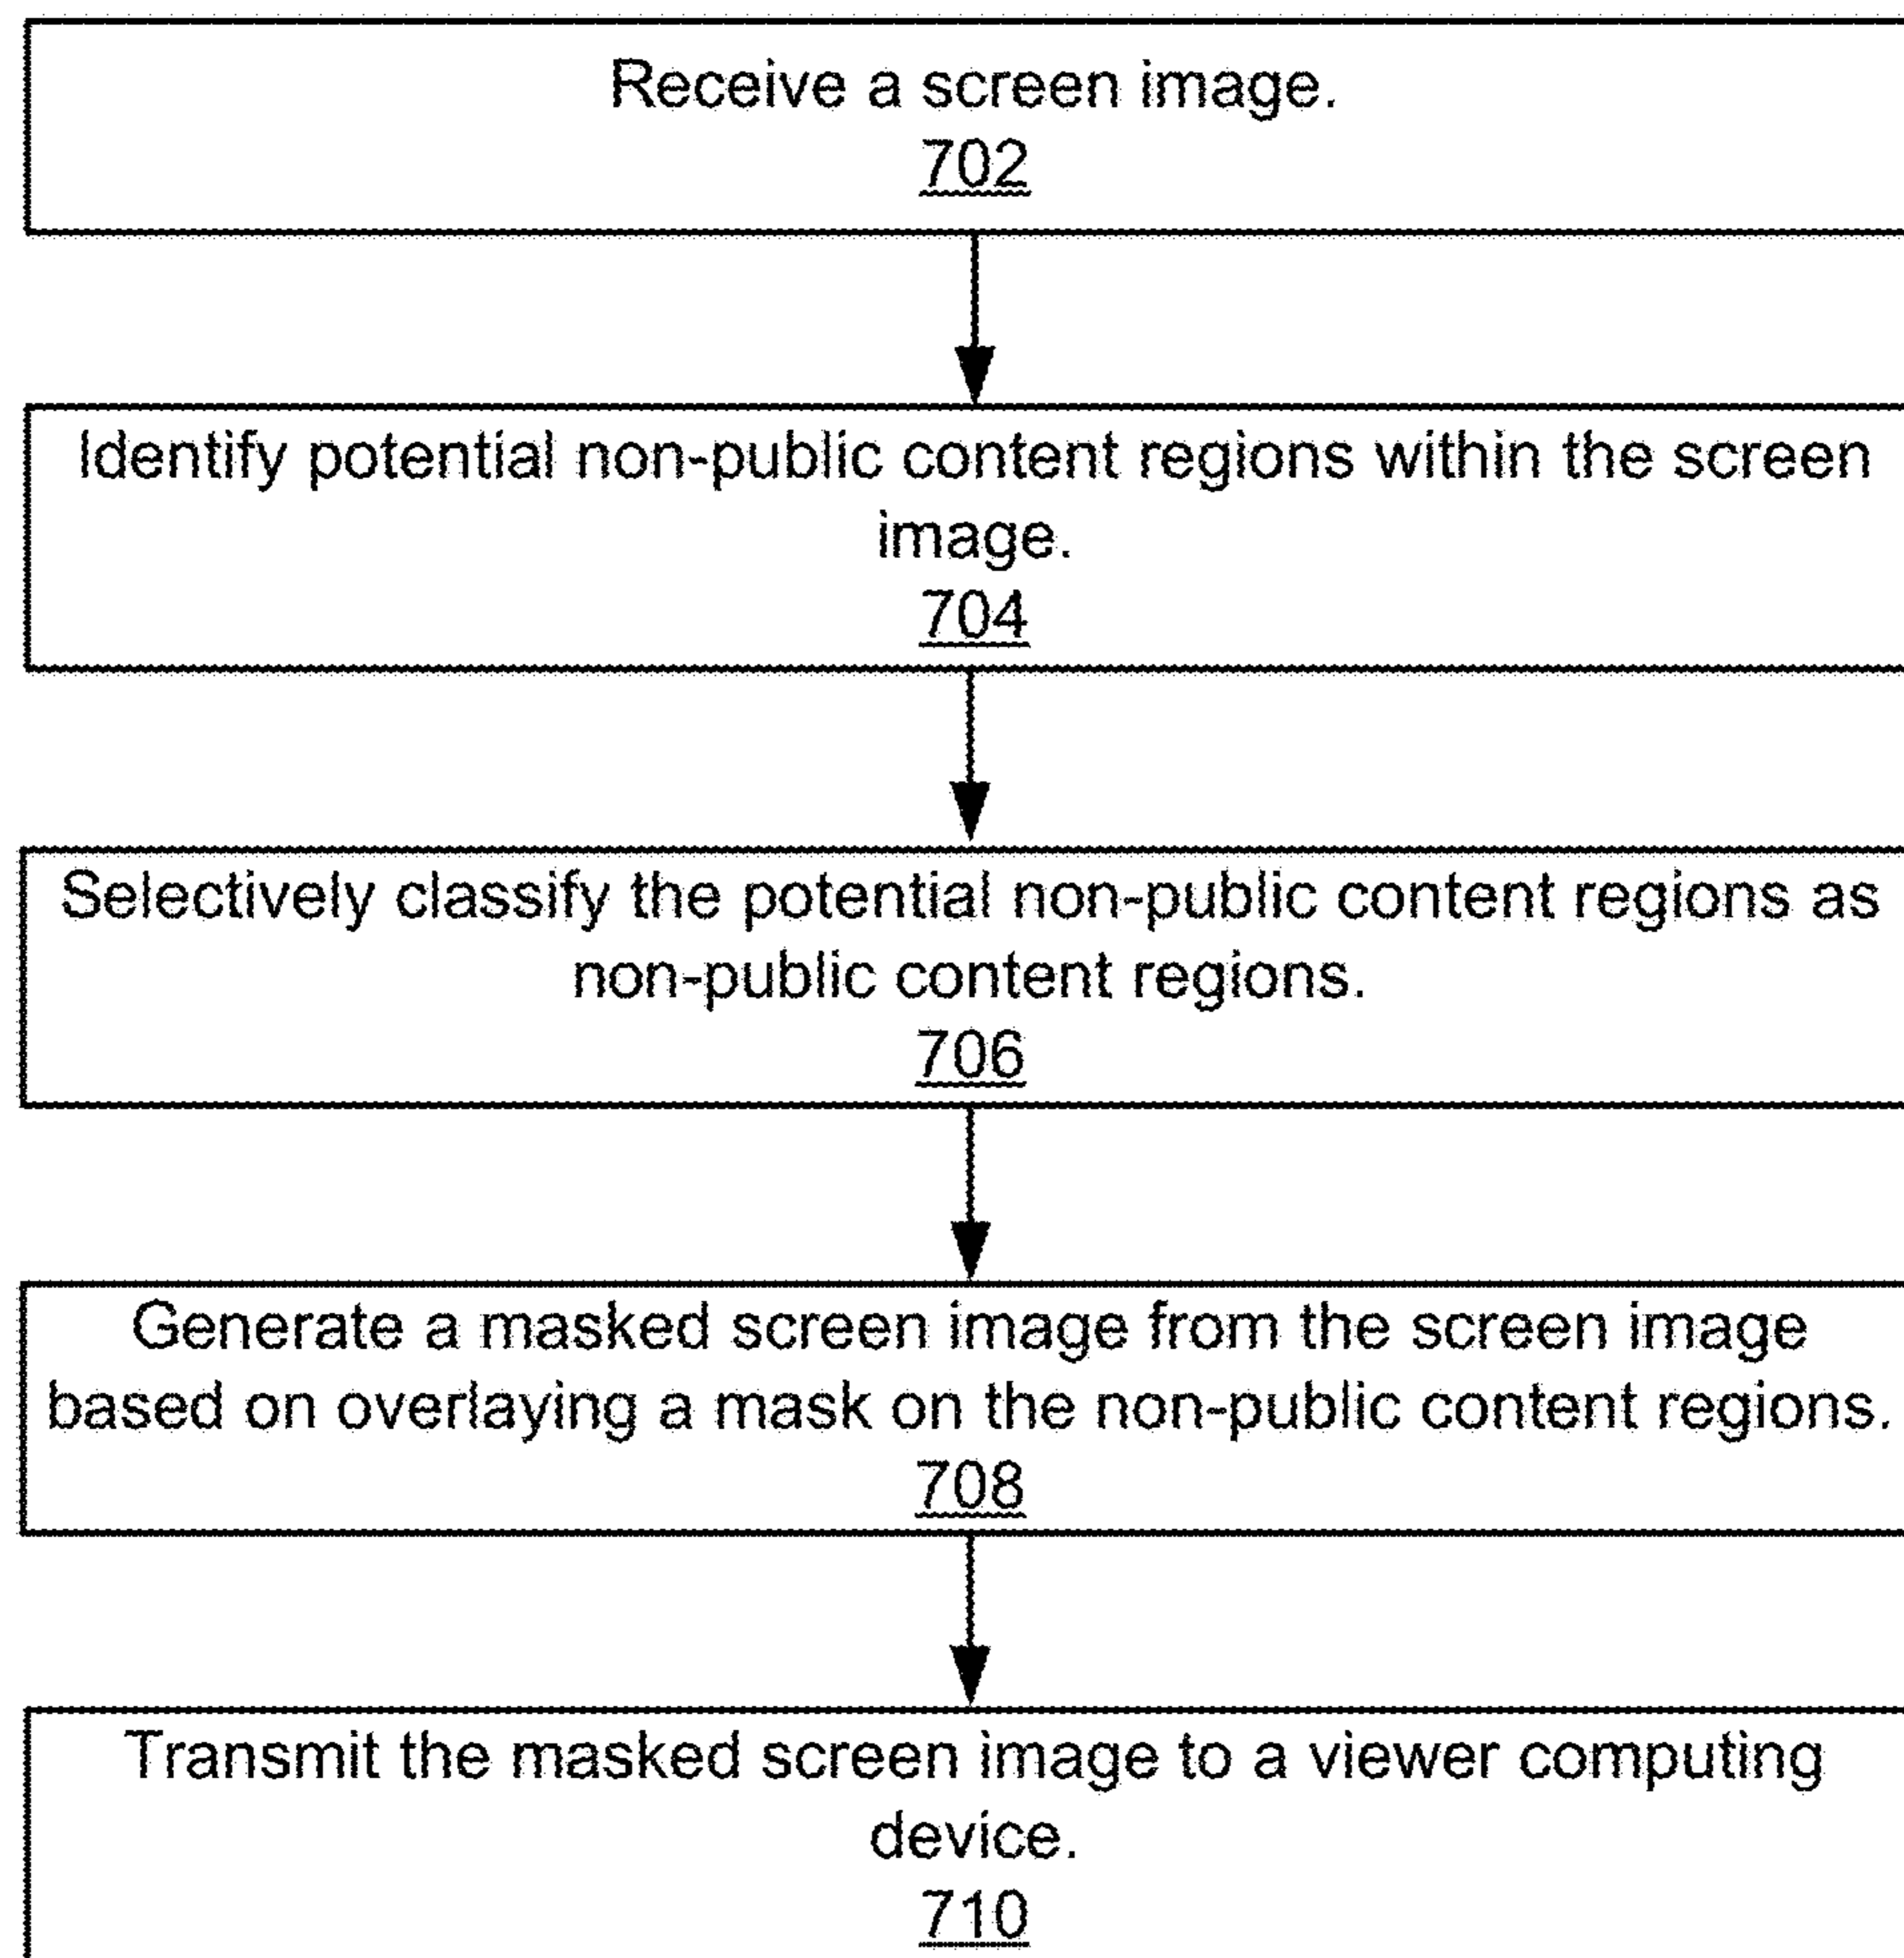 Receive a screen image.
702
Identify potential non-public content regions within the screen
image.
704
Selectively classify the potential non-public content regions as
non-public content regions.
706
Generate a masked screen image from the screen image
based on overlaying a mask on the non-public content regions.
708
Transmit the masked screen image to a viewer computing
device.
710